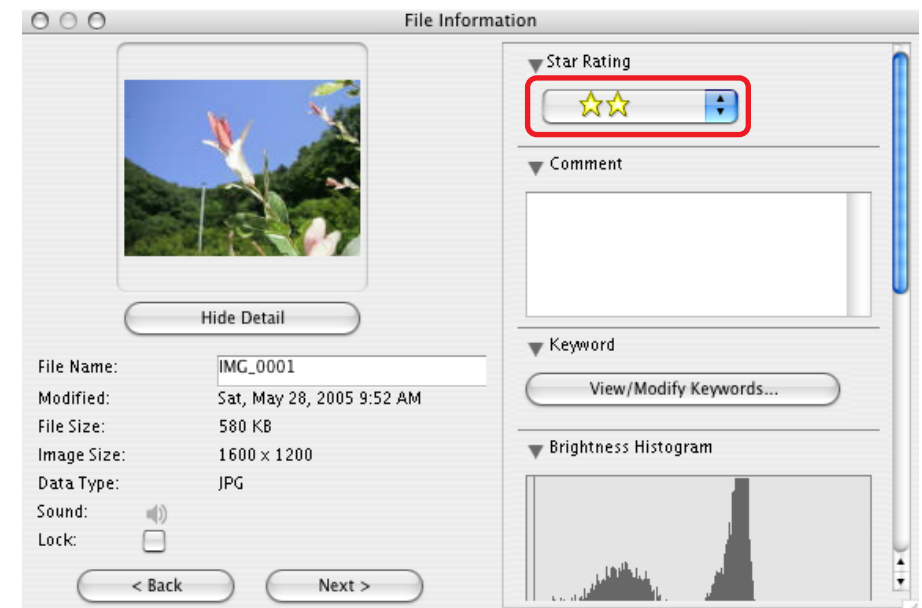 File Information
Hide Detail
File Name: IMG_0001
Modified: Sat, May 28, 2005 9:52 AM
File Size: 580 KB
Image Size: 1600 x 1200
Data Type: JPG
Sound:
Lock:
< Back Next >
Star Rating
Comment
Keyword
View/Modify Keywords...
Brightness Histogram